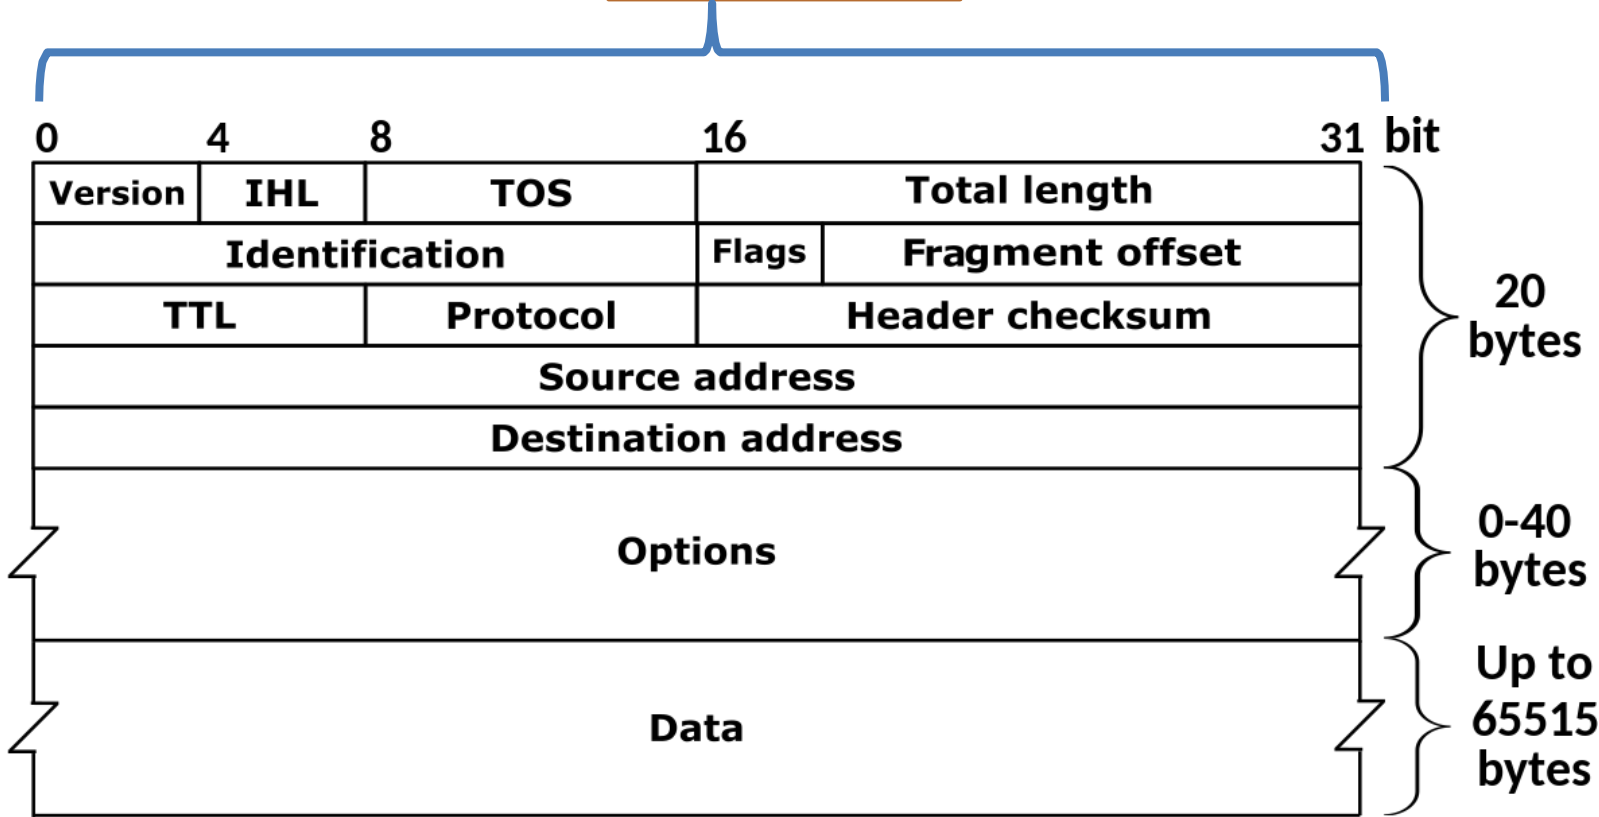 0 4 8 16 31 bit
Version IHL TOS Total length
Identification Flags Fragment offset
TTL Protocol Header checksum
Source address
Destination address
20
bytes
Options
0-40
bytes
Data
Up to
65515
bytes